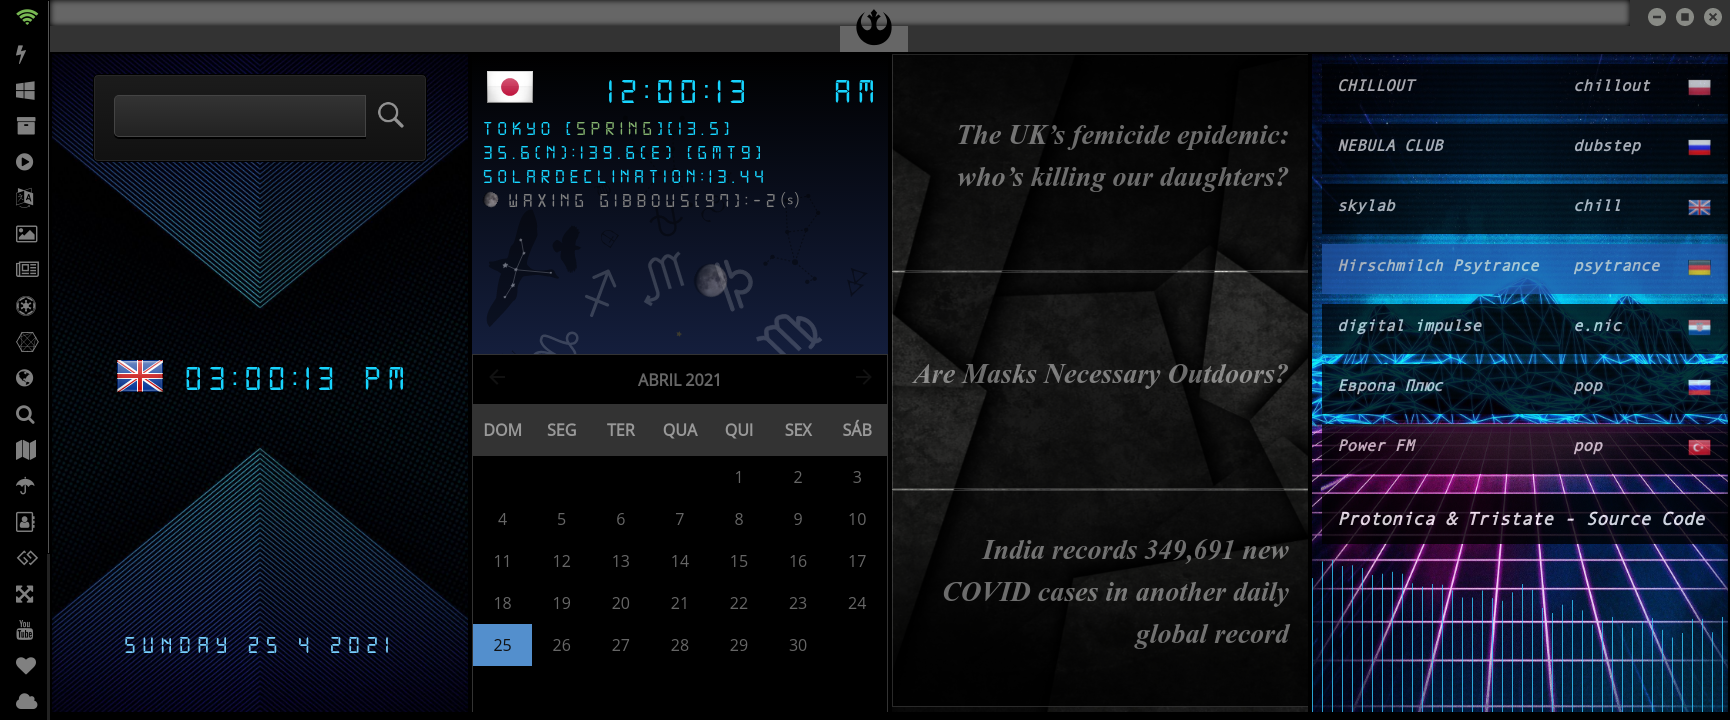 03:00:13 PM
SUNDAY 25 4 2021
12:00:13 AM
TOKYO [SPRING][13.5]
35.6(N):139.6(E) [GMT9]
SOLARDECLINATION:13.44
WAXING GIBBOUS[97]:-2(s)
ABRIL 2021
DOM SEG TER QUA QUI SEX SÁB
1 2 3
4 5 6 7 8 9 10
11 12 13 14 15 16 17
18 19 20 21 22 23 24
25 26 27 28 29 30
The UK’s femicide epidemic:
who’s killing our daughters?
Are Masks Necessary Outdoors?
India records 349,691 new
COVID cases in another daily
global record
CHILLOUT chillout
NEBULA CLUB dubstep
skylab chill
Hirschmilch Psytrance psytrance
digital impulse e.nic
Европа Плюс pop
Power FM pop
Protonica & Tristate - Source Code
You
Tube